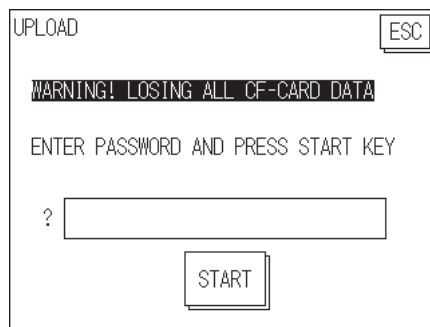 UPLOAD
ESC
WARNING! LOSING ALL CF-CARD DATA
ENTER PASSWORD AND PRESS START KEY
?
START